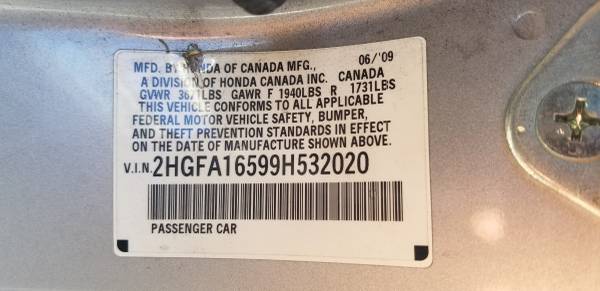 MFD. BY HONDA OF CANADA MFG., 06/'09
A DIVISION OF HONDA CANADA INC. CANADA
GVWR 3671LBS GAWR F 1940LBS R 1731LBS
THIS VEHICLE CONFORMS TO ALL APPLICABLE
FEDERAL MOTOR VEHICLE SAFETY, BUMPER,
AND THEFT PREVENTION STANDARDS IN EFFECT
ON THE DATE OF MANUFACTURE SHOWN ABOVE.
V.I.N. 2HGFA16599H532020
PASSENGER CAR